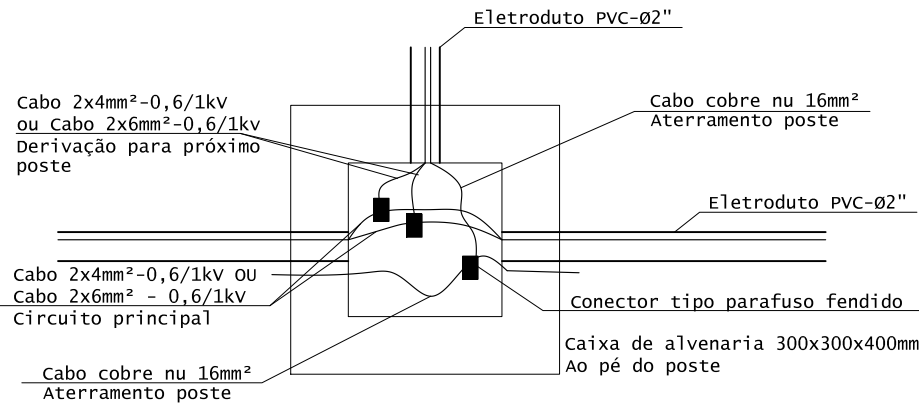 Eletroduto PVC-Ø2"
Cabo 2x4mm²-0,6/1kV
ou Cabo 2x6mm²-0,6/1kv
Derivação para próximo
poste
Cabo cobre nu 16mm²
Aterramento poste
Eletroduto PVC-Ø2"
Cabo 2x4mm²-0,6/1kV OU
Cabo 2x6mm² - 0,6/1kV
Circuito principal
Conector tipo parafuso fendido
Caixa de alvenaria 300x300x400mm
Ao pé do poste
Cabo cobre nu 16mm²
Aterramento poste